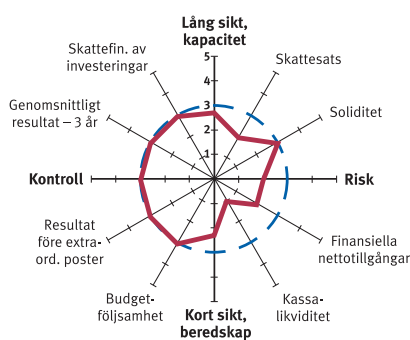 Lång sikt,
kapacitet
Skattefin. av
investeringar
Skattesats
5
4
3
2
1
Genomsnittligt
resultat – 3 år
Soliditet
Kontroll
Risk
Resultat
före extra-
ord. poster
Finansiella
nettotillgångar
Budget-
följsamhet
Kort sikt,
beredskap
Kassa-
likviditet